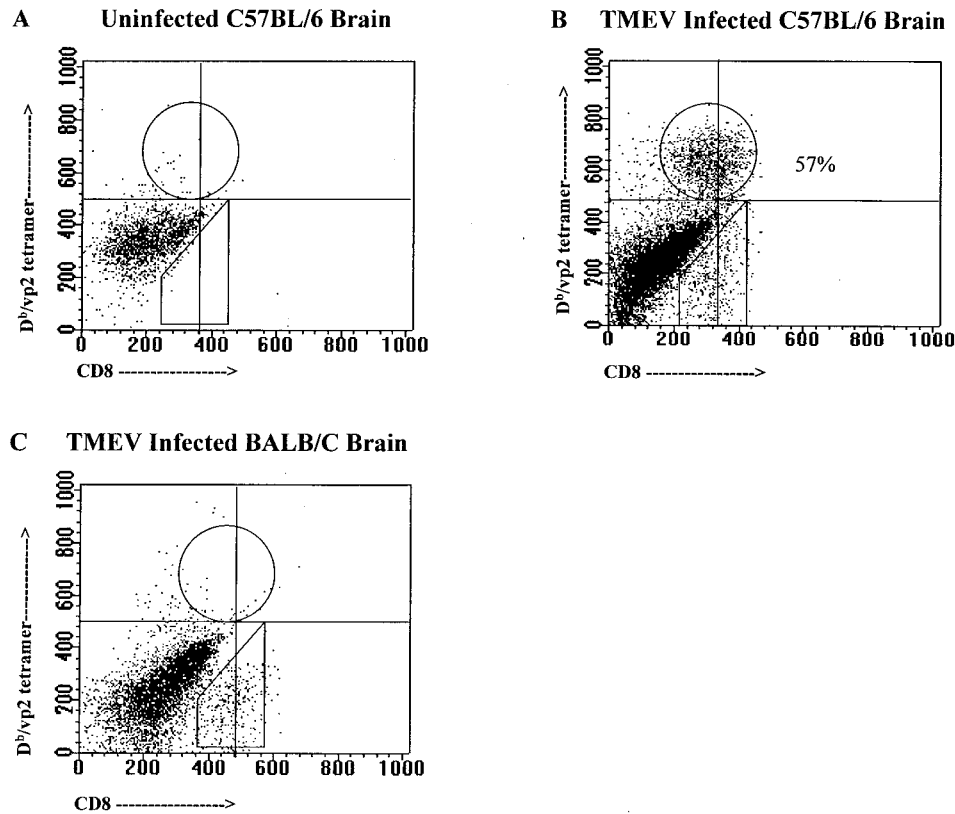 A Uninfected C57BL/6 Brain
1000
800
600
400
200
0
Dᵇ/vp2 tetramer------------->
0 200 400 600 800 1000
CD8 ------------------>
B TMEV Infected C57BL/6 Brain
1000
800
600
400
200
0
Dᵇ/vp2 tetramer------------->
57%
0 200 400 600 800 1000
CD8 ------------------>
C TMEV Infected BALB/C Brain
1000
800
600
400
200
0
Dᵇ/vp2 tetramer------------->
0 200 400 600 800 1000
CD8 ------------------>